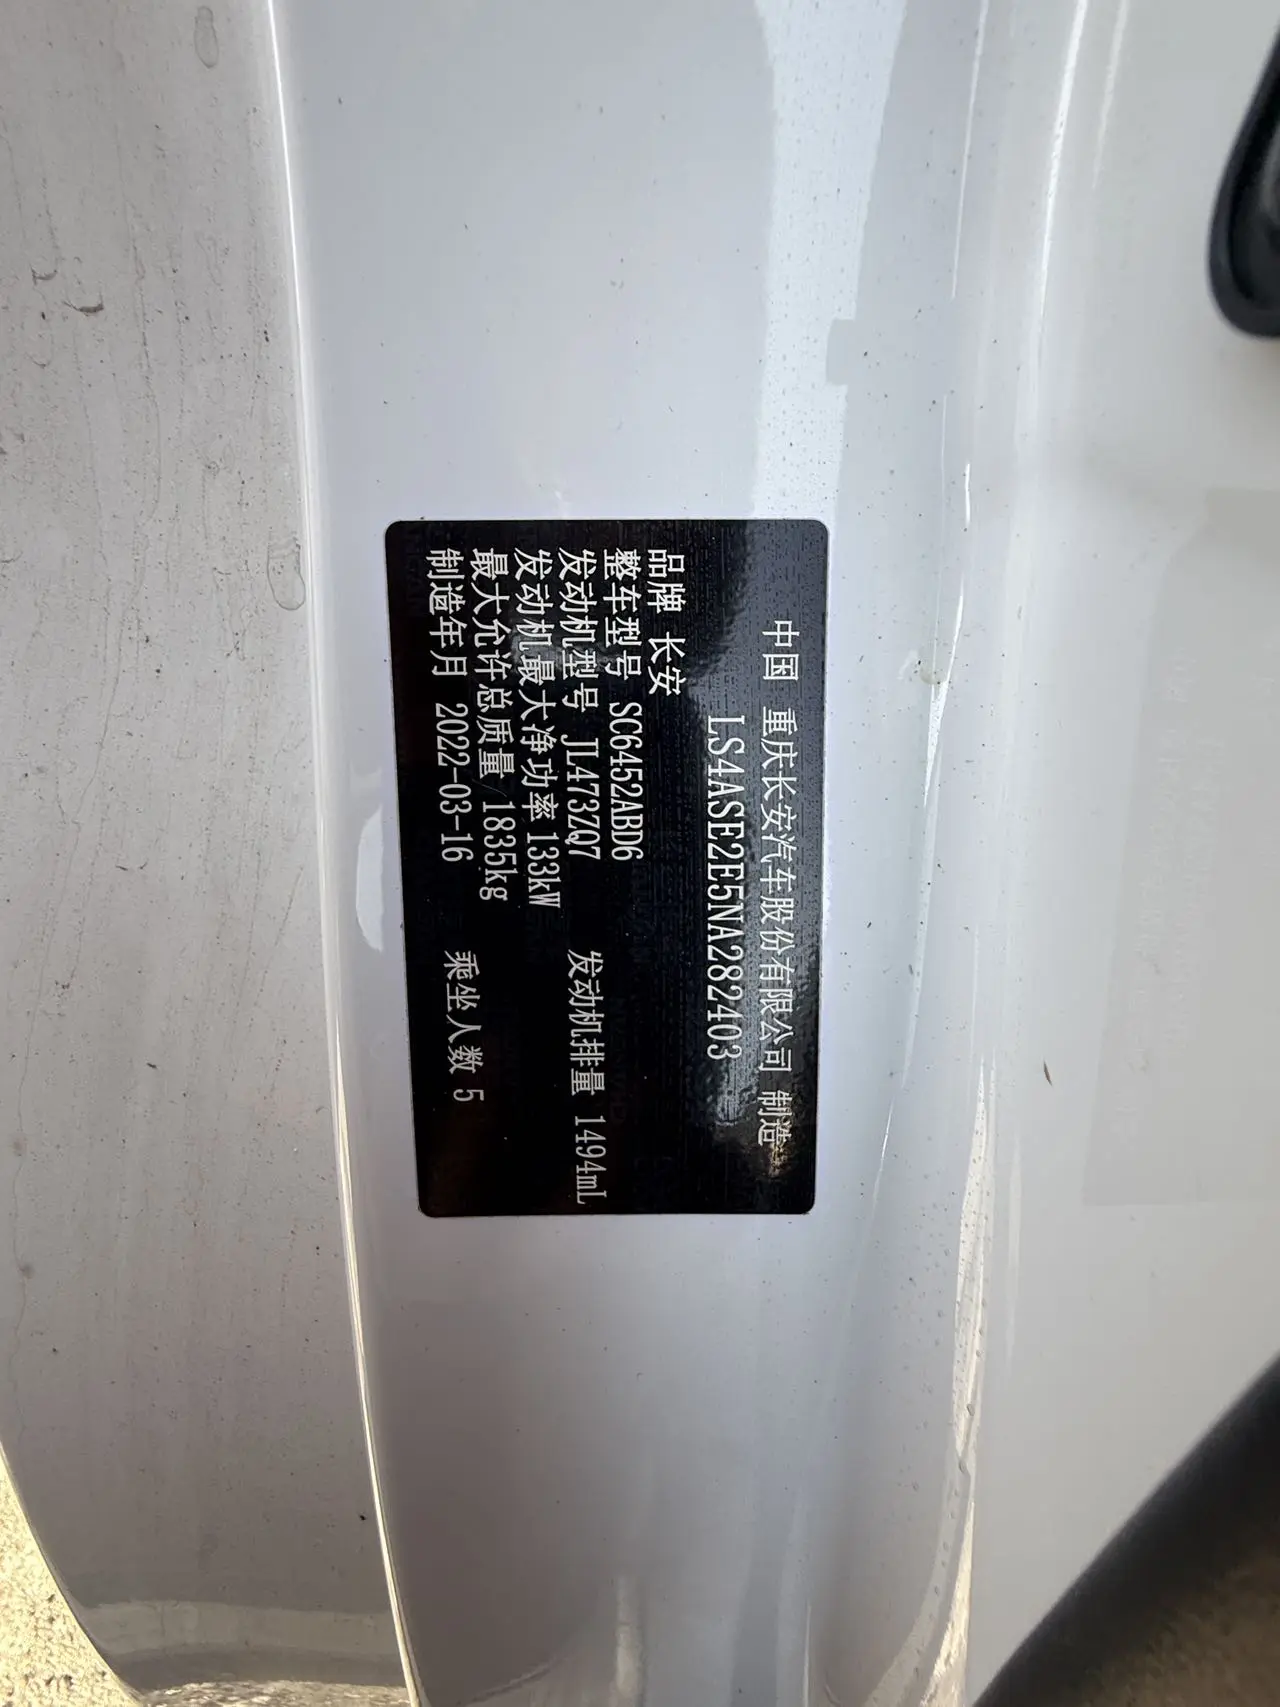 中国 重庆长安汽车股份有限公司 制造
LS4ASE2E5NA282403
品牌 长安
整车型号 SC6452ABD6
发动机型号 JL473ZQ7 发动机排量 1494mL
发动机最大净功率 133kW
最大允许总质量 1835kg
制造年月 2022-03-16 乘坐人数 5